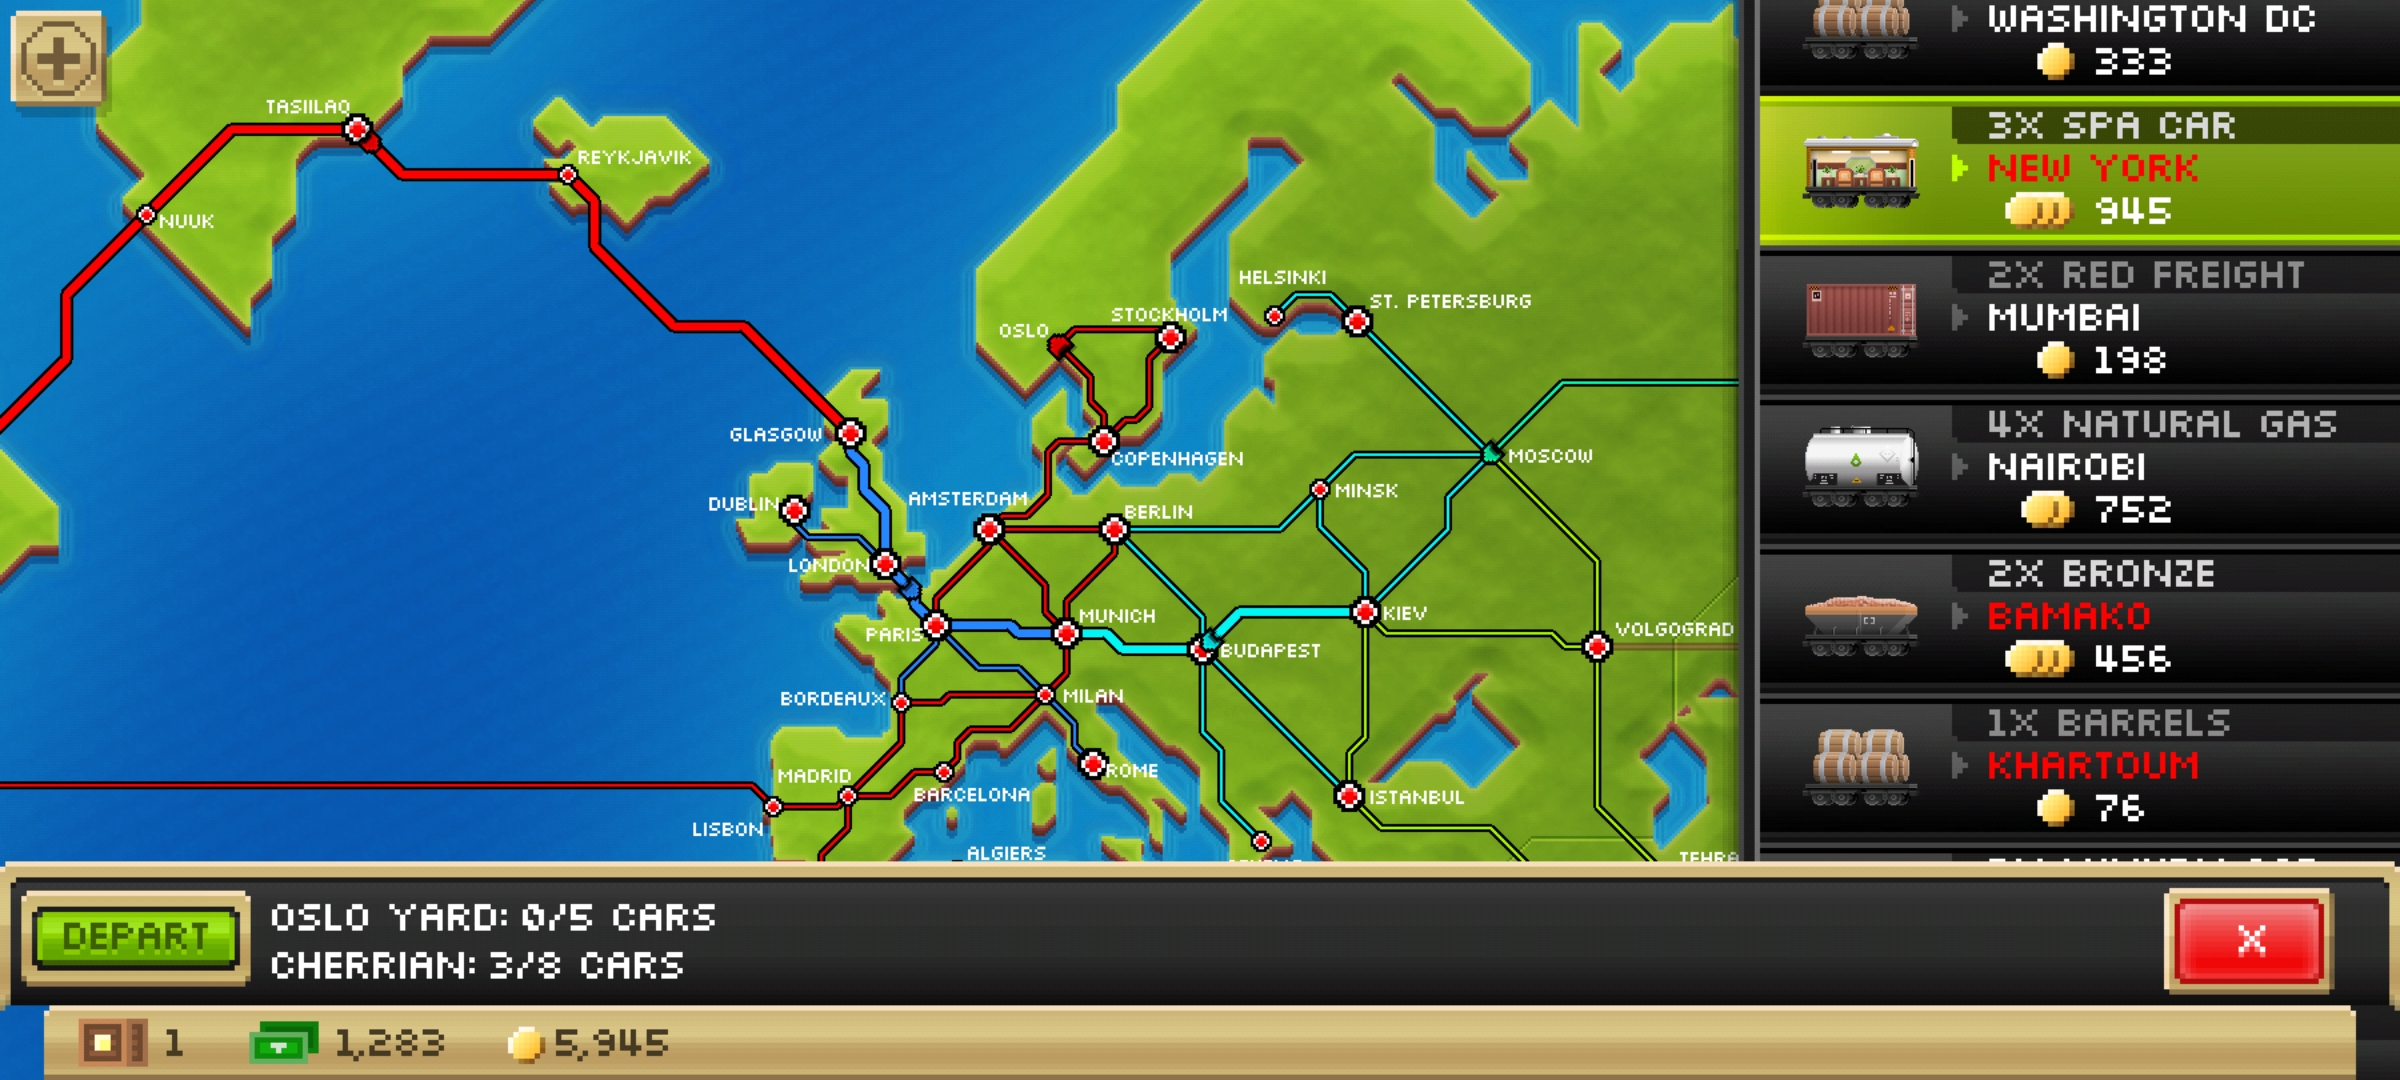 TASIILAQ
REYKJAVIK
NUUK
HELSINKI
ST. PETERSBURG
STOCKHOLM
OSLO
GLASGOW
COPENHAGEN
MOSCOW
MINSK
AMSTERDAM
DUBLIN
BERLIN
LONDON
MUNICH
KIEV
PARIS
VOLGOGRAD
BUDAPEST
BORDEAUX
MILAN
MADRID
ROME
BARCELONA
ISTANBUL
LISBON
ALGIERS
TEHRA
WASHINGTON DC
333
3X SPA CAR
NEW YORK
945
2X RED FREIGHT
MUMBAI
198
4X NATURAL GAS
NAIROBI
752
2X BRONZE
BAMAKO
456
1X BARRELS
KHARTOUM
76
DEPART
OSLO YARD: 0/5 CARS
CHERRIAN: 3/8 CARS
X
1 1,283 5,945